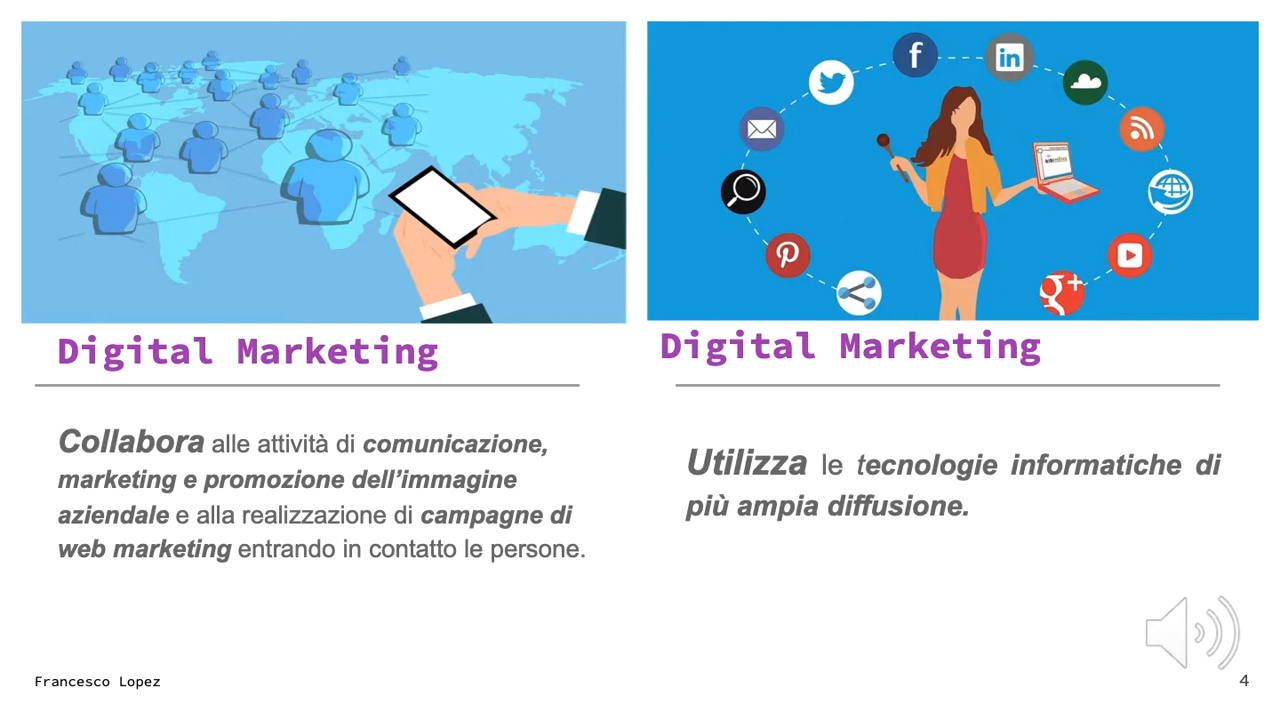 f
in
g+
Digital Marketing
Collabora alle attività di comunicazione,
marketing e promozione dell’immagine
aziendale e alla realizzazione di campagne di
web marketing entrando in contatto le persone.
Digital Marketing
Utilizza le tecnologie informatiche di
più ampia diffusione.
Francesco Lopez
4